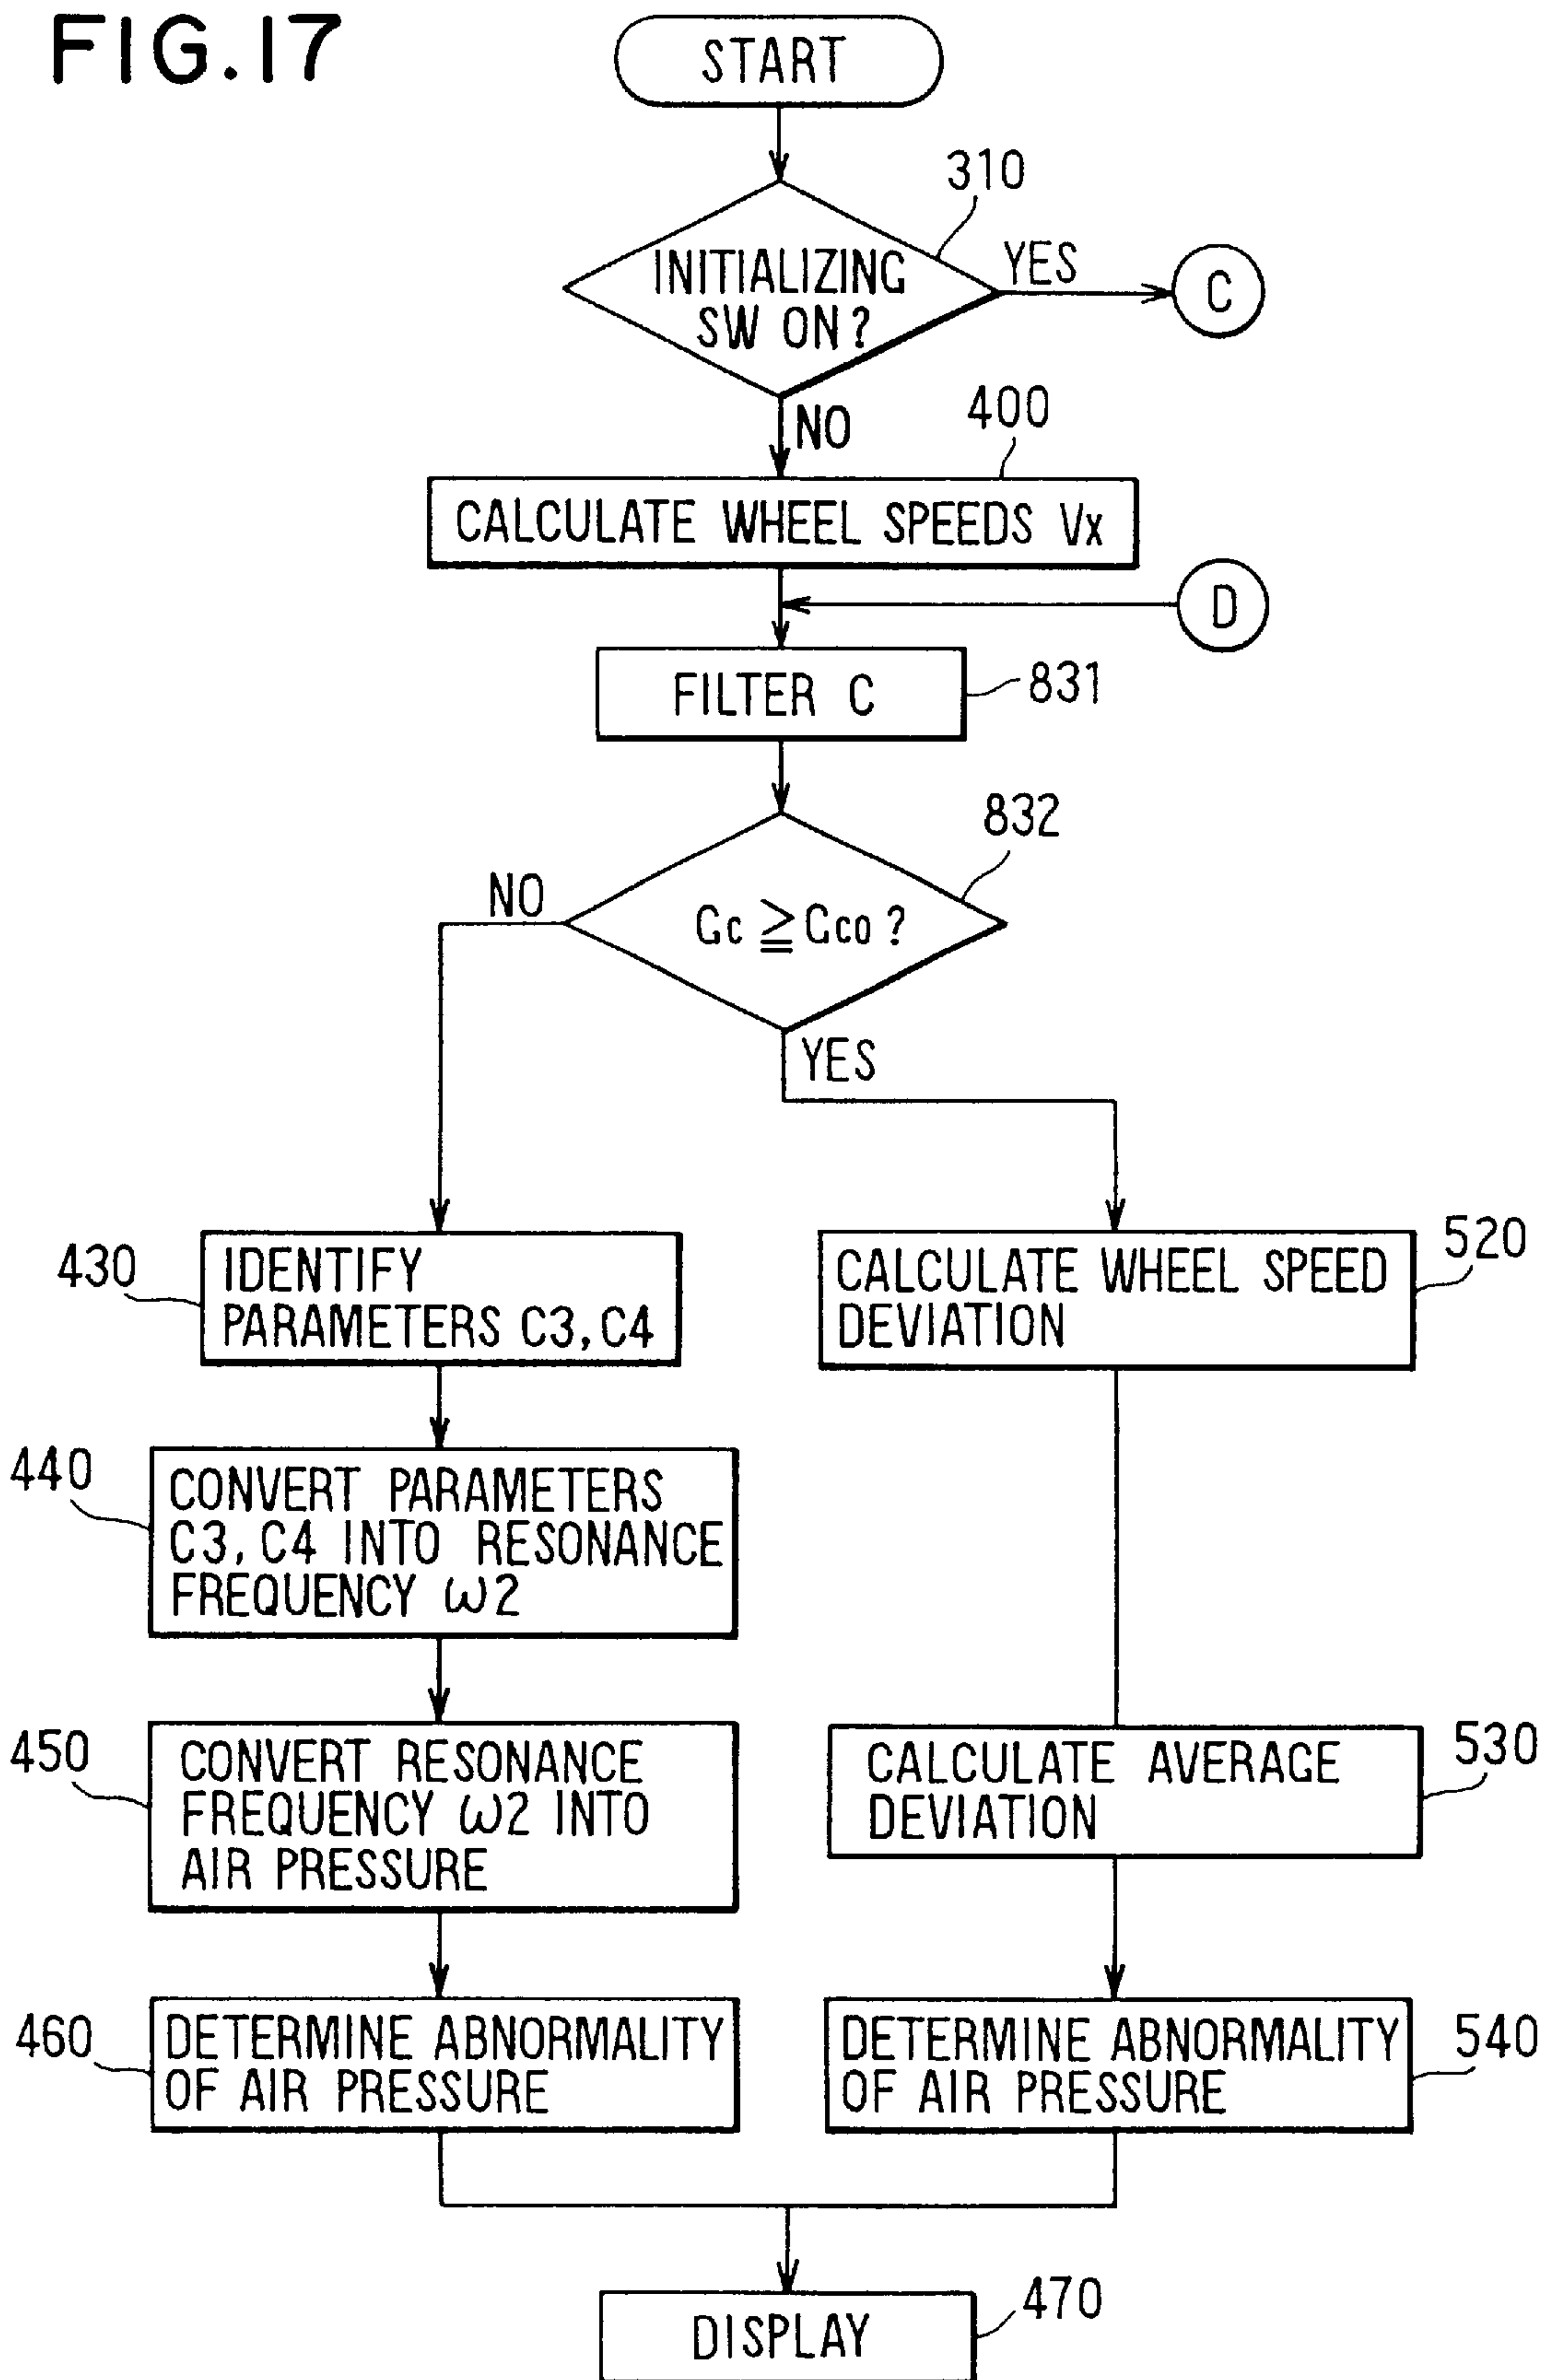 FIG.17
START
310
INITIALIZING
SW ON?
YES
C
NO
400
CALCULATE WHEEL SPEEDS Vx
D
FILTER C
831
832
Gc ≧ Gco ?
NO
YES
430
IDENTIFY
PARAMETERS C3, C4
520
CALCULATE WHEEL SPEED
DEVIATION
440
CONVERT PARAMETERS
C3, C4 INTO RESONANCE
FREQUENCY ω2
450
CONVERT RESONANCE
FREQUENCY ω2 INTO
AIR PRESSURE
530
CALCULATE AVERAGE
DEVIATION
460
DETERMINE ABNORMALITY
OF AIR PRESSURE
540
DETERMINE ABNORMALITY
OF AIR PRESSURE
470
DISPLAY